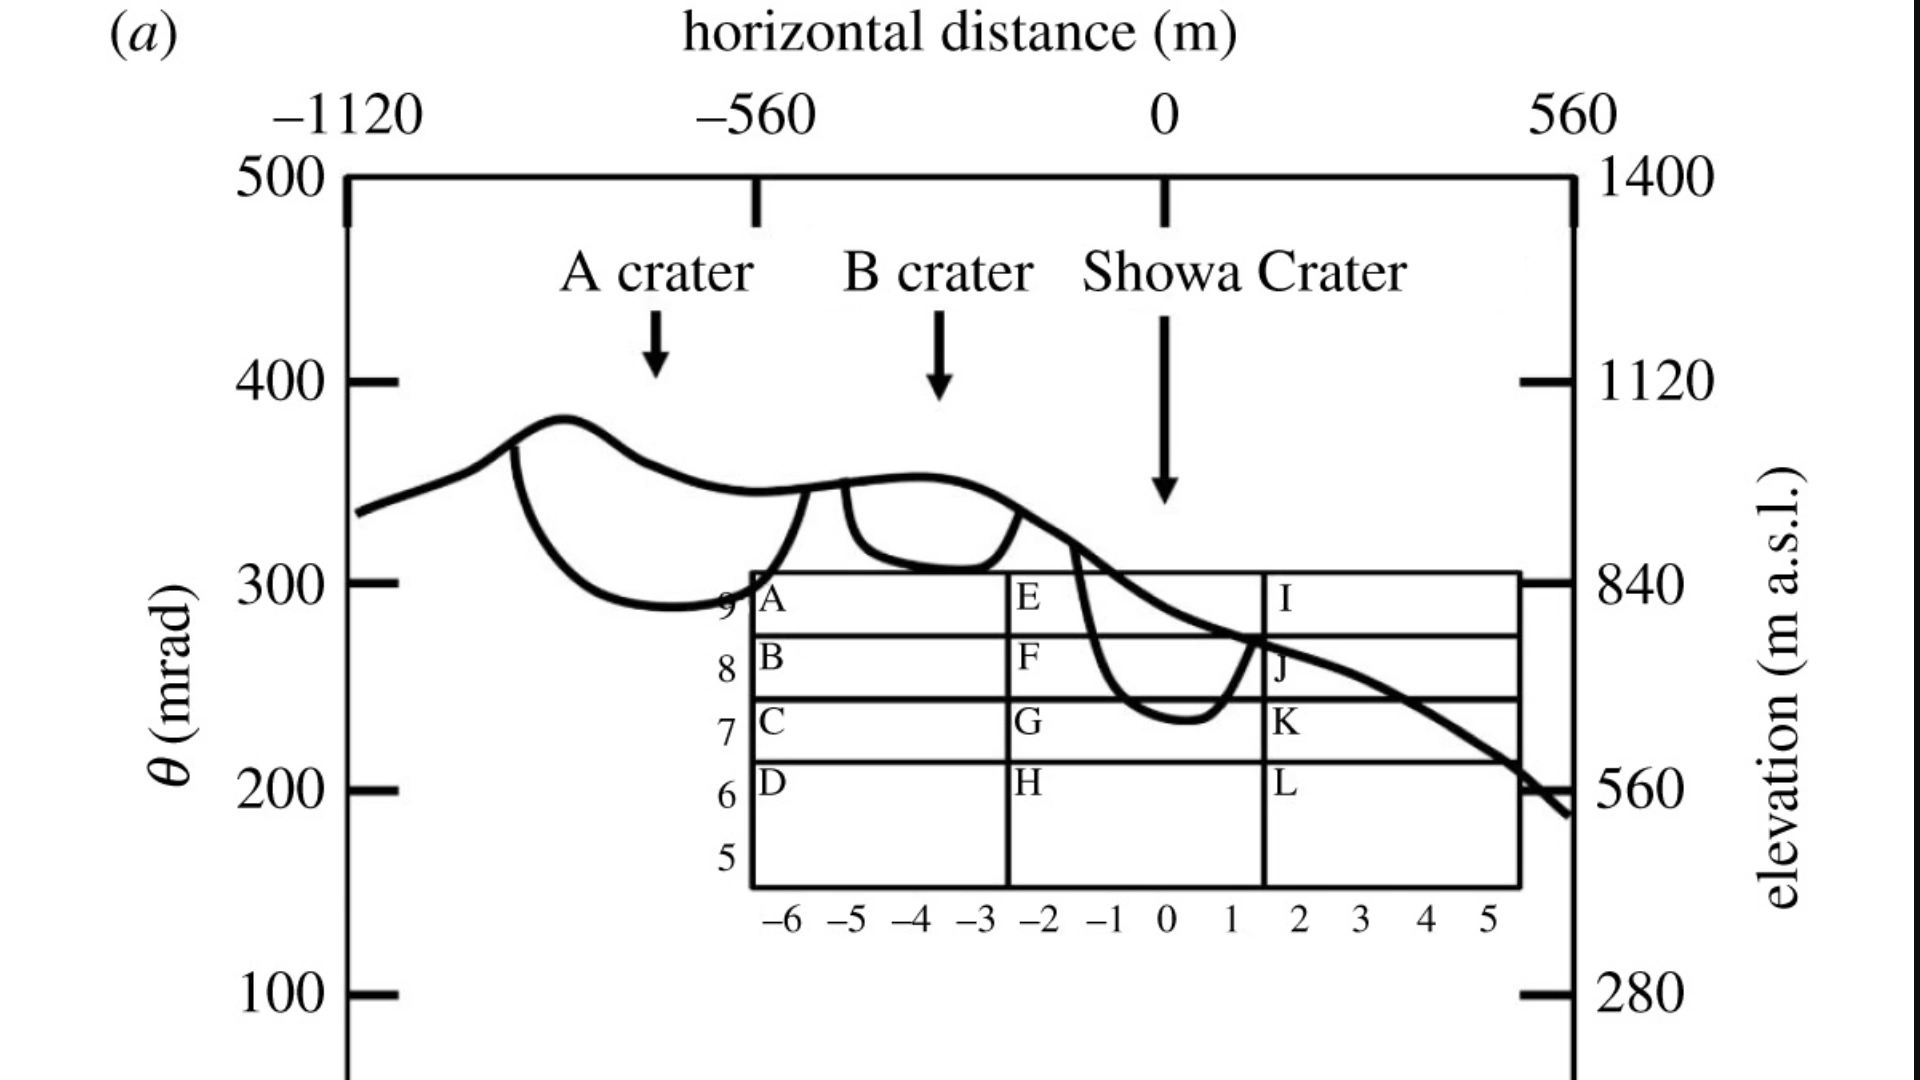 (a)
horizontal distance (m)
–1120 –560 0 560
500 1400
A crater B crater Showa Crater
400 1120
θ (mrad)
elevation (m a.s.l.)
300 840
9 A E I
8 B F J
7 C G K
200 560
6 D H L
5
–6 –5 –4 –3 –2 –1 0 1 2 3 4 5
100 280